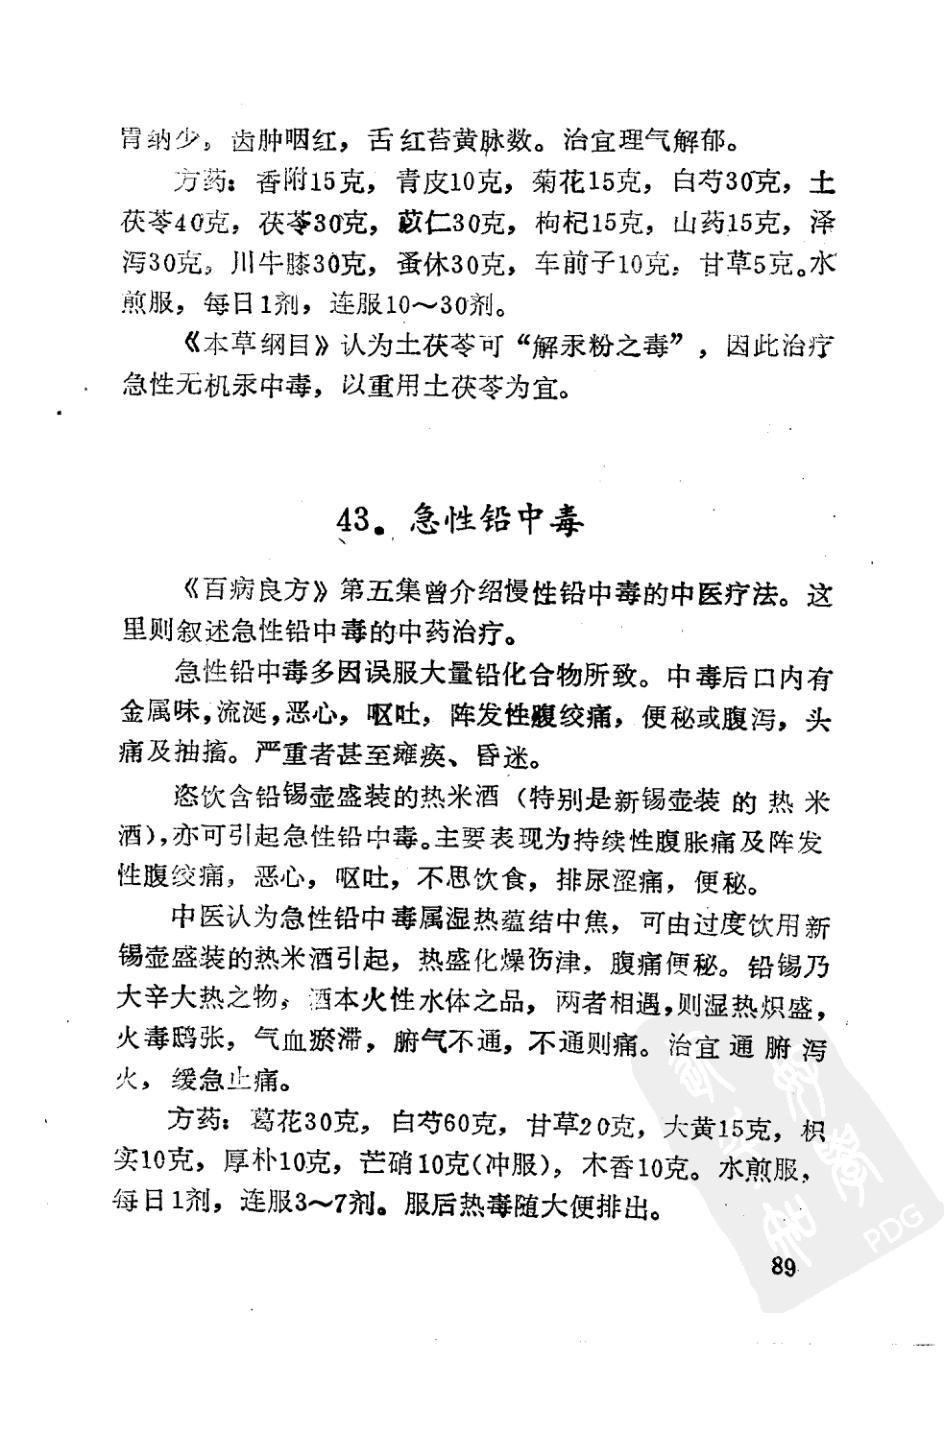 胃纳少。齿肿咽红，舌红苔黄脉数。治宜理气解郁。
方药：香附15克，青皮10克，菊花15克，白芍30克，土
茯苓40克，茯苓30克，蔹仁30克，枸杞15克，山药15克，泽
泻30克。川牛膝30克，蚤休30克，车前子10克，甘草5克。水
煎服，每日1剂，连服10～30剂。
《本草纲目》认为土茯苓可“解汞粉之毒”，因此治疗
急性无机汞中毒，以重用土茯苓为宜。
43．急性铅中毒
《百病良方》第五集曾介绍慢性铅中毒的中医疗法。这
里则叙述急性铅中毒的中药治疗。
急性铅中毒多因误服大量铅化合物所致。中毒后口内有
金属味，流涎，恶心，呕吐，阵发性腹绞痛，便秘或腹泻，头
痛及抽搐。严重者甚至瘫痪、昏迷。
恣饮含铅锡壶盛装的热米酒（特别是新锡壶装的热米
酒），亦可引起急性铅中毒。主要表现为持续性腹胀痛及阵发
性腹绞痛，恶心，呕吐，不思饮食，排尿涩痛，便秘。
中医认为急性铅中毒属湿热蕴结中焦，可由过度饮用新
锡壶盛装的热米酒引起，热盛化燥伤津，腹痛便秘。铅锡乃
大辛大热之物，酒本火性水体之品，两者相遇，则湿热炽盛，
火毒鸱张，气血瘀滞，腑气不通，不通则痛。治宜通腑泻
火，缓急止痛。
方药：葛花30克，白芍60克，甘草20克，大黄15克，枳
实10克，厚朴10克，芒硝10克（冲服），木香10克。水煎服，
每日1剂，连服3～7剂。服后热毒随大便排出。
89
PDG